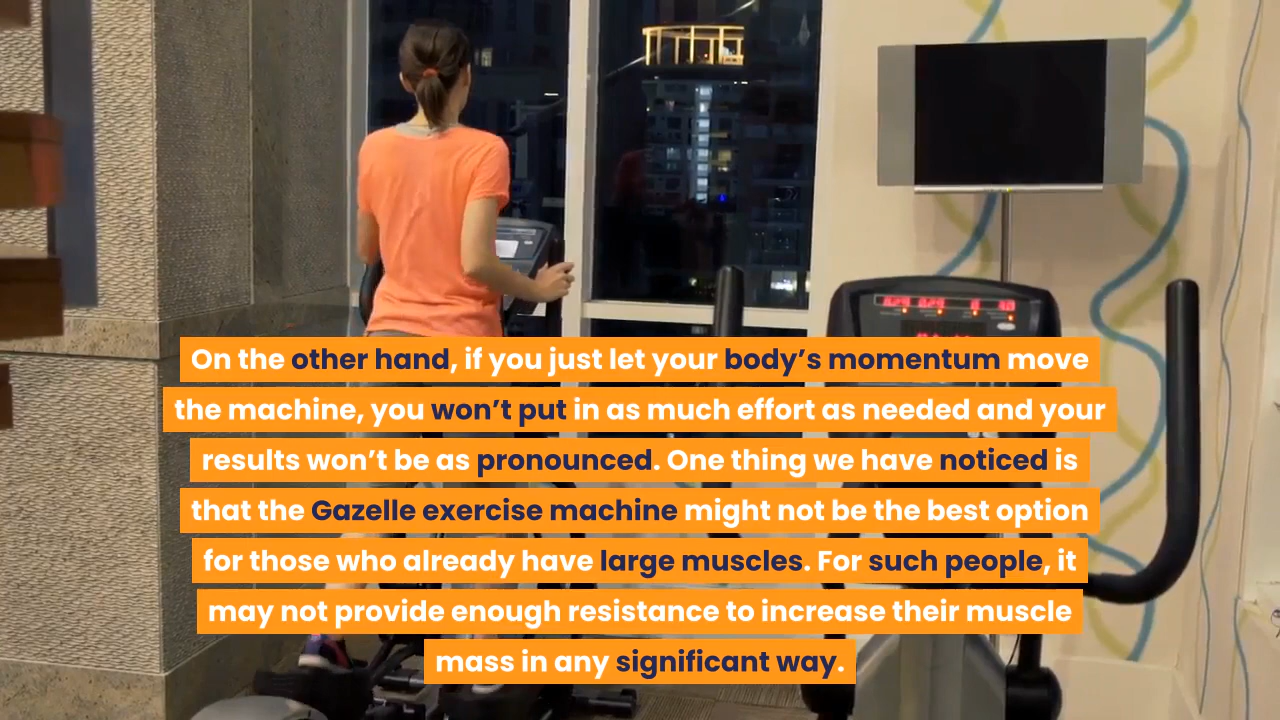 On the other hand, if you just let your body’s momentum move
the machine, you won’t put in as much effort as needed and your
results won’t be as pronounced. One thing we have noticed is
that the Gazelle exercise machine might not be the best option
for those who already have large muscles. For such people, it
may not provide enough resistance to increase their muscle
mass in any significant way.